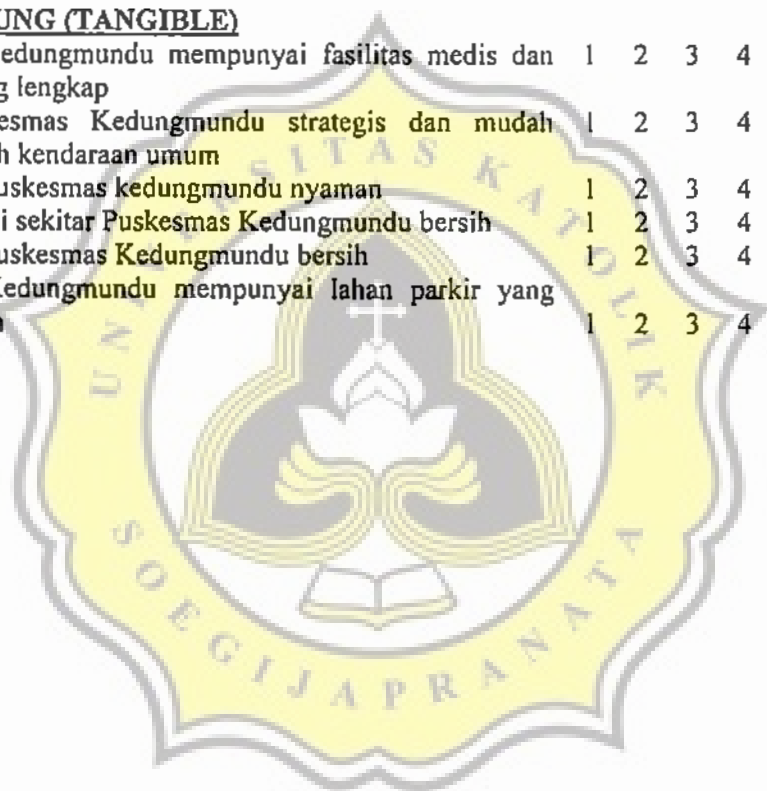 UNG (TANGIBLE)
edungmundu mempunyai fasilitas medis dan 1 2 3 4
g lengkap
esmas Kedungmundu strategis dan mudah 1 2 3 4
h kendaraan umum
uskesmas kedungmundu nyaman 1 2 3 4
i sekitar Puskesmas Kedungmundu bersih 1 2 3 4
uskesmas Kedungmundu bersih 1 2 3 4
Kedungmundu mempunyai lahan parkir yang
1 2 3 4
UNIVERSITAS KATOLIK
SOEGIJAPRANATA